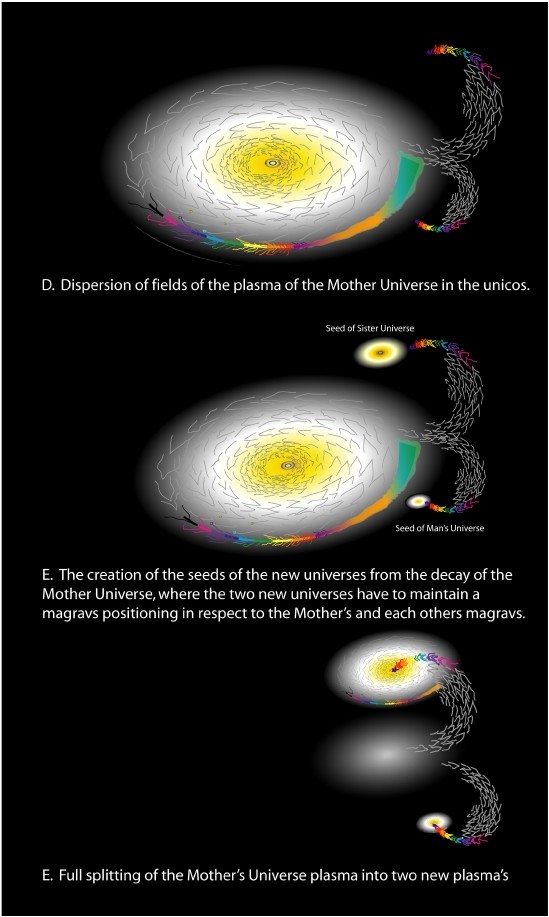 D. Dispersion of fields of the plasma of the Mother Universe in the unicos.
Seed of Sister Universe
Seed of Man's Universe
E. The creation of the seeds of the new universes from the decay of the
Mother Universe, where the two new universes have to maintain a
magravs positioning in respect to the Mother's and each others magravs.
E. Full splitting of the Mother's Universe plasma into two new plasma's